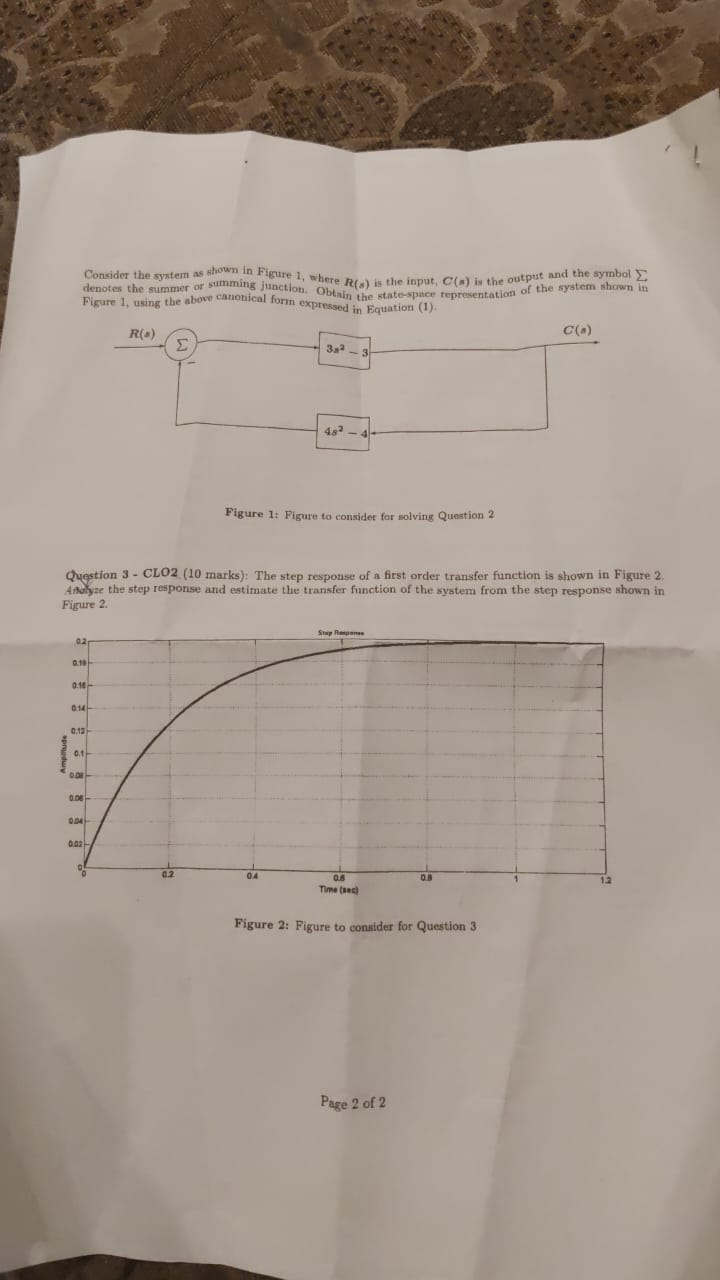 Consider the system as shown in Figure 1, where R(s) is the input, C(s) is the output and the symbol ∑
denotes the summer or summing junction. Obtain the state-space representation of the system shown in
Figure 1, using the above canonical form expressed in Equation (1).
R(s)
∑
3s² − 3
C(s)
−
4s² − 4
Figure 1: Figure to consider for solving Question 2
Question 3 - CLO2 (10 marks): The step response of a first order transfer function is shown in Figure 2.
Analyze the step response and estimate the transfer function of the system from the step response shown in
Figure 2.
Step Response
0.2
0.18
0.16
0.14
0.12
0.1
0.08
0.06
0.04
0.02
0
Amplitude
0 0.2 0.4 0.6 0.8 1 1.2
Time (sec)
Figure 2: Figure to consider for Question 3
Page 2 of 2